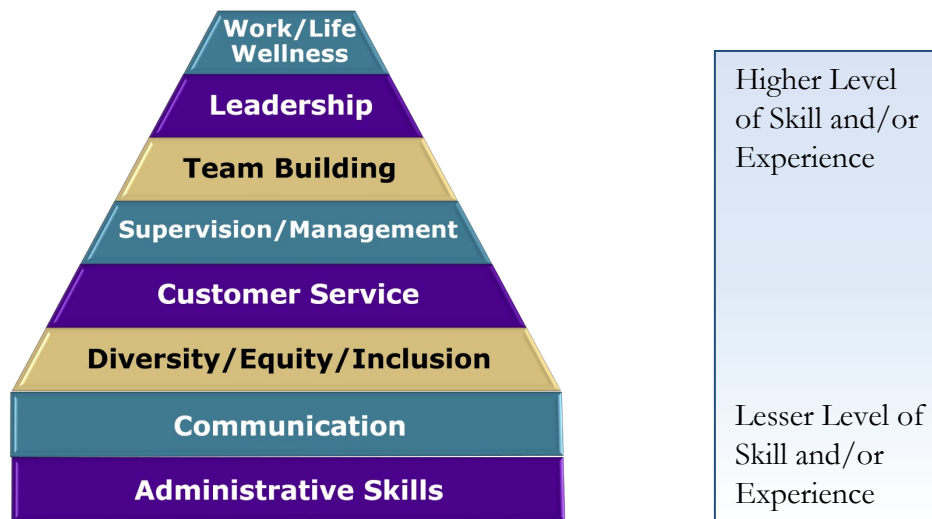 Work/Life
Wellness
Leadership
Team Building
Supervision/Management
Customer Service
Diversity/Equity/Inclusion
Communication
Administrative Skills
Higher Level
of Skill and/or
Experience
Lesser Level of
Skill and/or
Experience